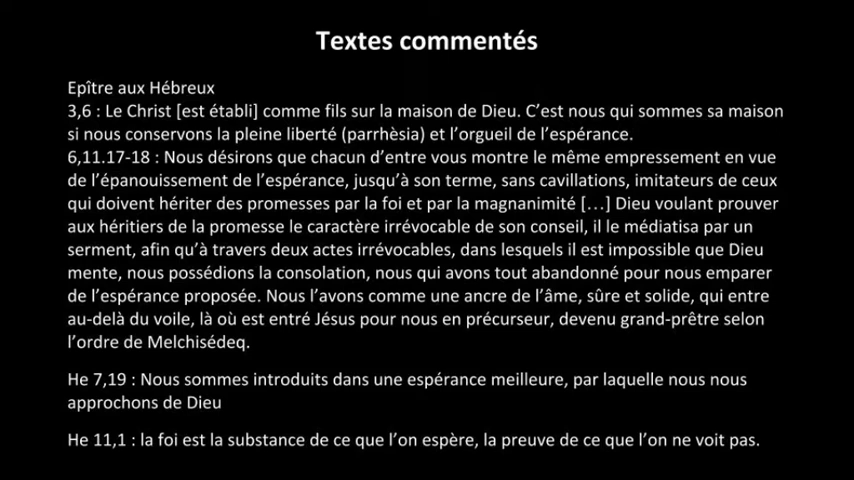 Textes commentés
Epître aux Hébreux
3,6 : Le Christ [est établi] comme fils sur la maison de Dieu. C’est nous qui sommes sa maison
si nous conservons la pleine liberté (parrhèsia) et l’orgueil de l’espérance.
6,11.17-18 : Nous désirons que chacun d’entre vous montre le même empressement en vue
de l’épanouissement de l’espérance, jusqu’à son terme, sans cavillations, imitateurs de ceux
qui doivent hériter des promesses par la foi et par la magnanimité [...] Dieu voulant prouver
aux héritiers de la promesse le caractère irrévocable de son conseil, il le médiatisa par un
serment, afin qu’à travers deux actes irrévocables, dans lesquels il est impossible que Dieu
mente, nous possédions la consolation, nous qui avons tout abandonné pour nous emparer
de l’espérance proposée. Nous l’avons comme une ancre de l’âme, sûre et solide, qui entre
au-delà du voile, là où est entré Jésus pour nous en précurseur, devenu grand-prêtre selon
l’ordre de Melchisédeq.
He 7,19 : Nous sommes introduits dans une espérance meilleure, par laquelle nous nous
approchons de Dieu
He 11,1 : la foi est la substance de ce que l’on espère, la preuve de ce que l’on ne voit pas.